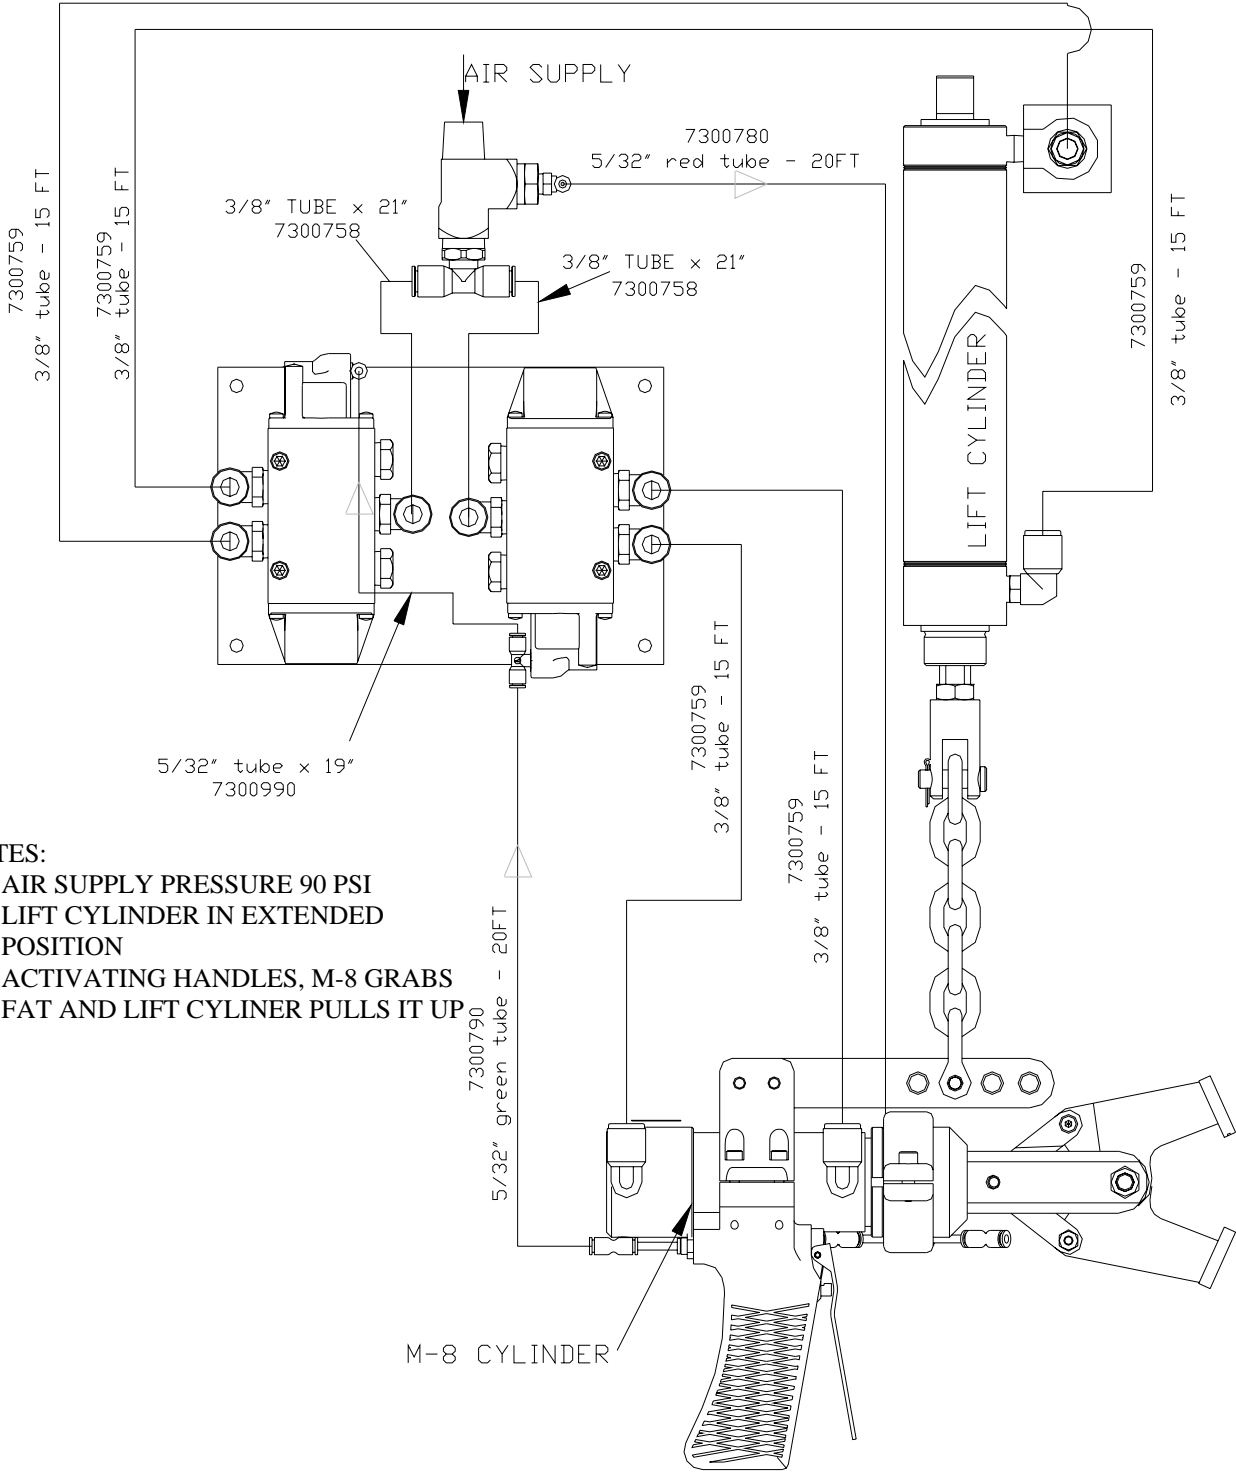 AIR SUPPLY
7300780
5/32" red tube - 20FT
3/8" TUBE x 21"
7300758
3/8" TUBE x 21"
7300758
7300759
3/8" tube - 15 FT
7300759
3/8" tube - 15 FT
7300759
3/8" tube - 15 FT
LIFT CYLINDER
5/32" tube x 19"
7300990
7300759
3/8" tube - 15 FT
7300759
3/8" tube - 15 FT
TES:
AIR SUPPLY PRESSURE 90 PSI
LIFT CYLINDER IN EXTENDED
POSITION
ACTIVATING HANDLES, M-8 GRABS
FAT AND LIFT CYLINER PULLS IT UP
7300790
5/32" green tube - 20FT
M-8 CYLINDER